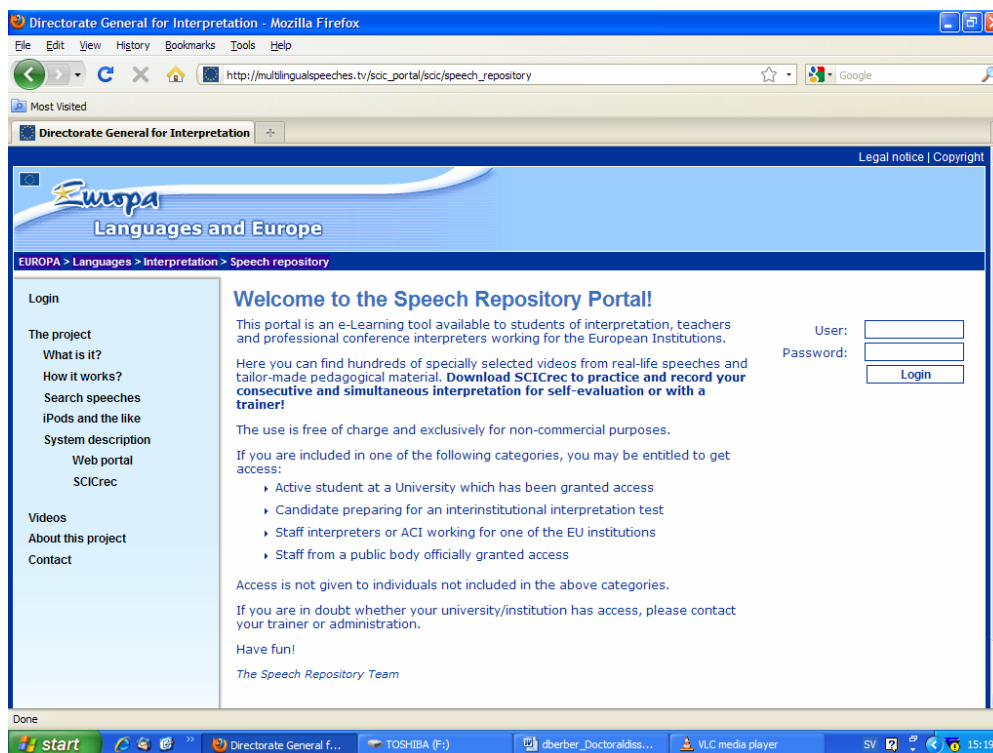 Directorate General for Interpretation - Mozilla Firefox
File Edit View History Bookmarks Tools Help
http://multilingualspeeches.tv/scic_portal/scic/speech_repository
Google
Most Visited
Directorate General for Interpretation
Legal notice | Copyright
Europa
Languages and Europe
EUROPA > Languages > Interpretation > Speech repository
Login
The project
What is it?
How it works?
Search speeches
iPods and the like
System description
Web portal
SCICrec
Videos
About this project
Contact
Welcome to the Speech Repository Portal!
This portal is an e-Learning tool available to students of interpretation, teachers
and professional conference interpreters working for the European Institutions.
Here you can find hundreds of specially selected videos from real-life speeches and
tailor-made pedagogical material. Download SCICrec to practice and record your
consecutive and simultaneous interpretation for self-evaluation or with a
trainer!
The use is free of charge and exclusively for non-commercial purposes.
If you are included in one of the following categories, you may be entitled to get
access:
Active student at a University which has been granted access
Candidate preparing for an interinstitutional interpretation test
Staff interpreters or ACI working for one of the EU institutions
Staff from a public body officially granted access
Access is not given to individuals not included in the above categories.
If you are in doubt whether your university/institution has access, please contact
your trainer or administration.
Have fun!
The Speech Repository Team
User:
Password:
Login
Done
start
Directorate General f...
TOSHIBA (F:)
dberber_Doctoraldiss...
VLC media player
SV
15:19